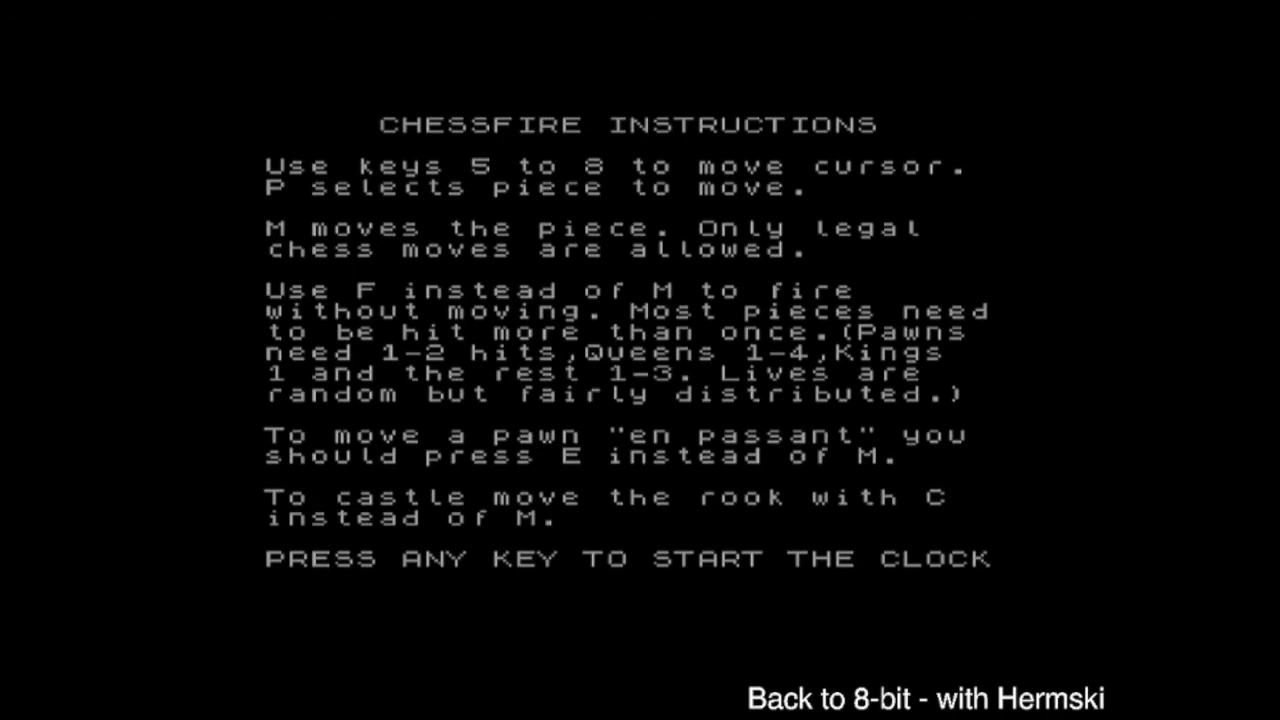 CHESSFIRE INSTRUCTIONS
Use keys 5 to 8 to move cursor.
P selects piece to move.
M moves the piece. Only legal
chess moves are allowed.
Use F instead of M to fire
without moving. Most pieces need
to be hit more than once.(Pawns
need 1-2 hits,Queens 1-4,Kings
1 and the rest 1-3. Lives are
random but fairly distributed.)
To move a pawn "en passant" you
should press E instead of M.
To castle move the rook with C
instead of M.
PRESS ANY KEY TO START THE CLOCK
Back to 8-bit - with Hermski